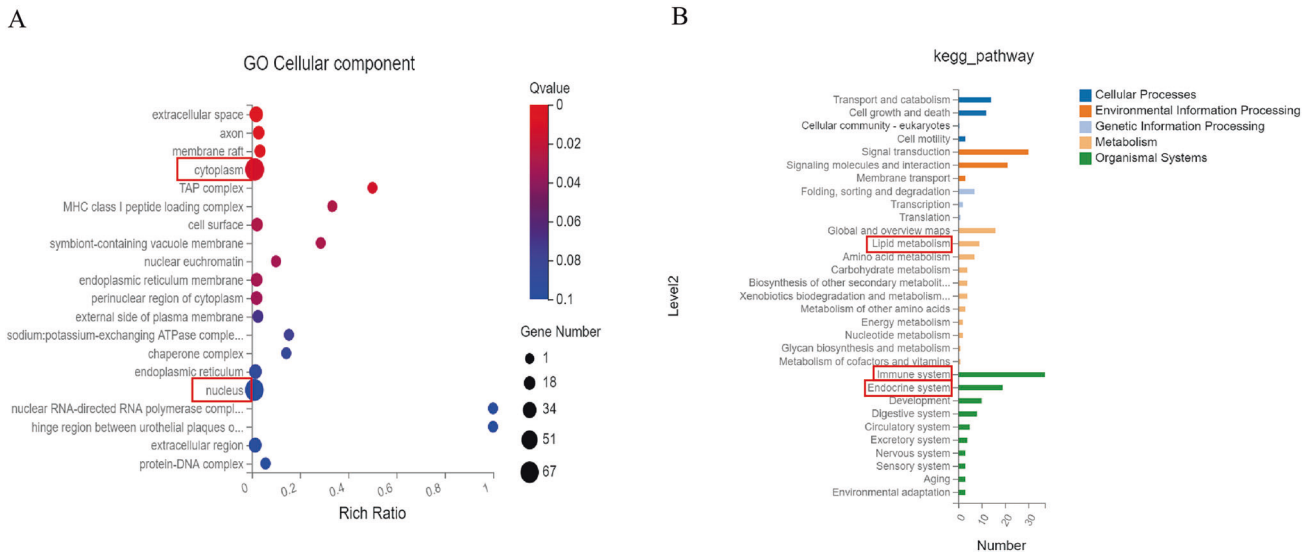 A
GO Cellular component
extracellular space
axon
membrane raft
cytoplasm
TAP complex
MHC class I peptide loading complex
cell surface
symbiont-containing vacuole membrane
nuclear euchromatin
endoplasmic reticulum membrane
perinuclear region of cytoplasm
external side of plasma membrane
sodium:potassium-exchanging ATPase comple...
chaperone complex
endoplasmic reticulum
nucleus
nuclear RNA-directed RNA polymerase compl...
hinge region between urothelial plaques o...
extracellular region
protein-DNA complex
0
0.2
0.4
0.6
0.8
1
Rich Ratio
Qvalue
0
0.02
0.04
0.06
0.08
0.1
Gene Number
1
18
34
51
67
B
kegg_pathway
Level2
Transport and catabolism
Cell growth and death
Cellular community - eukaryotes
Cell motility
Signal transduction
Signaling molecules and interaction
Membrane transport
Folding, sorting and degradation
Transcription
Translation
Global and overview maps
Lipid metabolism
Amino acid metabolism
Carbohydrate metabolism
Biosynthesis of other secondary metabolit...
Xenobiotics biodegradation and metabolism...
Metabolism of other amino acids
Energy metabolism
Nucleotide metabolism
Glycan biosynthesis and metabolism
Metabolism of cofactors and vitamins
Immune system
Endocrine system
Development
Digestive system
Circulatory system
Excretory system
Nervous system
Sensory system
Aging
Environmental adaptation
0
10
20
30
Number
Cellular Processes
Environmental Information Processing
Genetic Information Processing
Metabolism
Organismal Systems